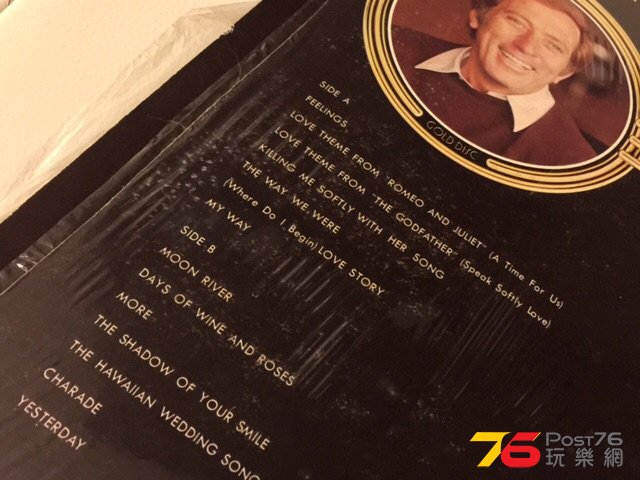 GOLD DISC
SIDE A
FEELINGS
LOVE THEME FROM "ROMEO AND JULIET" (A Time For Us)
LOVE THEME FROM "THE GODFATHER" (Speak Softly Love)
KILLING ME SOFTLY WITH HER SONG
THE WAY WE WERE
(Where Do I Begin) LOVE STORY
MY WAY
SIDE B
MOON RIVER
DAYS OF WINE AND ROSES
MORE
THE SHADOW OF YOUR SMILE
THE HAWAIIAN WEDDING SONG
CHARADE
YESTERDAY
76 Post76
玩樂網